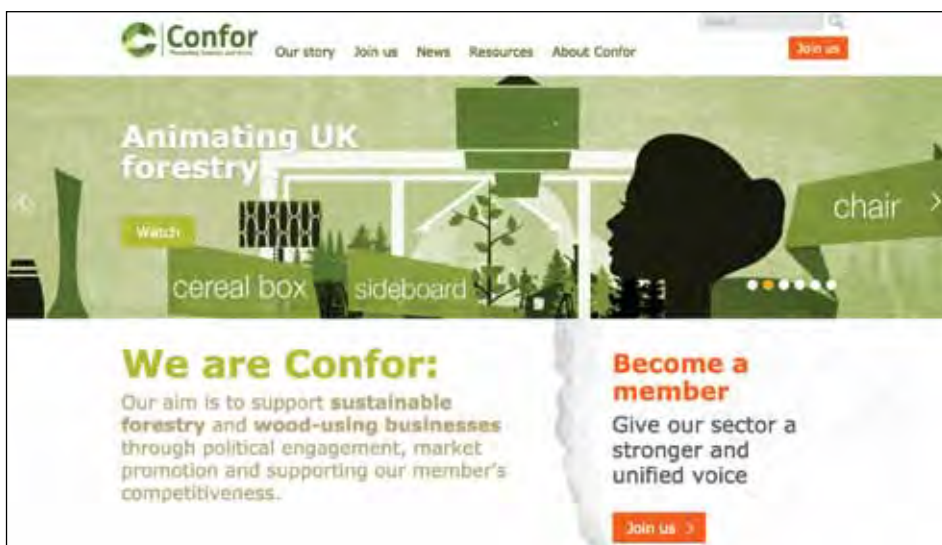 Confor
Our story Join us News Resources About Confor
Join us
Animating UK
forestry
Watch
cereal box
sideboard
chair
We are Confor:
Our aim is to support sustainable
forestry and wood-using businesses
through political engagement, market
promotion and supporting our member's
competitiveness.
Become a
member
Give our sector a
stronger and
unified voice
Join us >